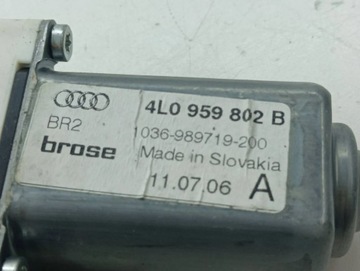 4L0 959 802 B
BR2
1036-989719-200
brose
Made in Slovakia
11.07.06 A